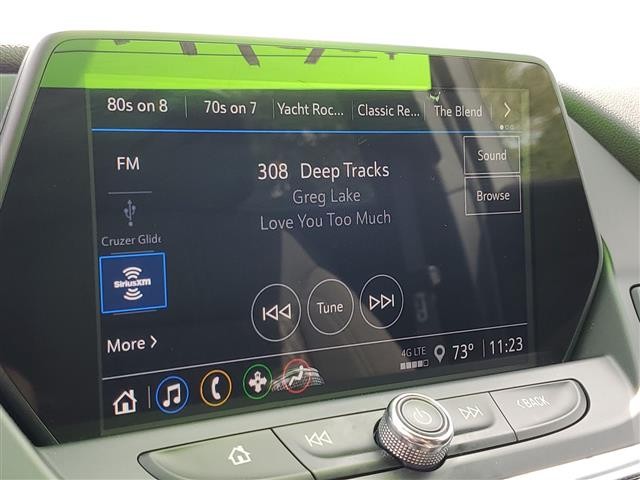 80s on 8 70s on 7 Yacht Roc... Classic Re... The Blend
FM
308 Deep Tracks
Greg Lake
Love You Too Much
Sound
Browse
Cruzer Glide
SiriusXM
Tune
More
4G LTE
73° 11:23
BACK